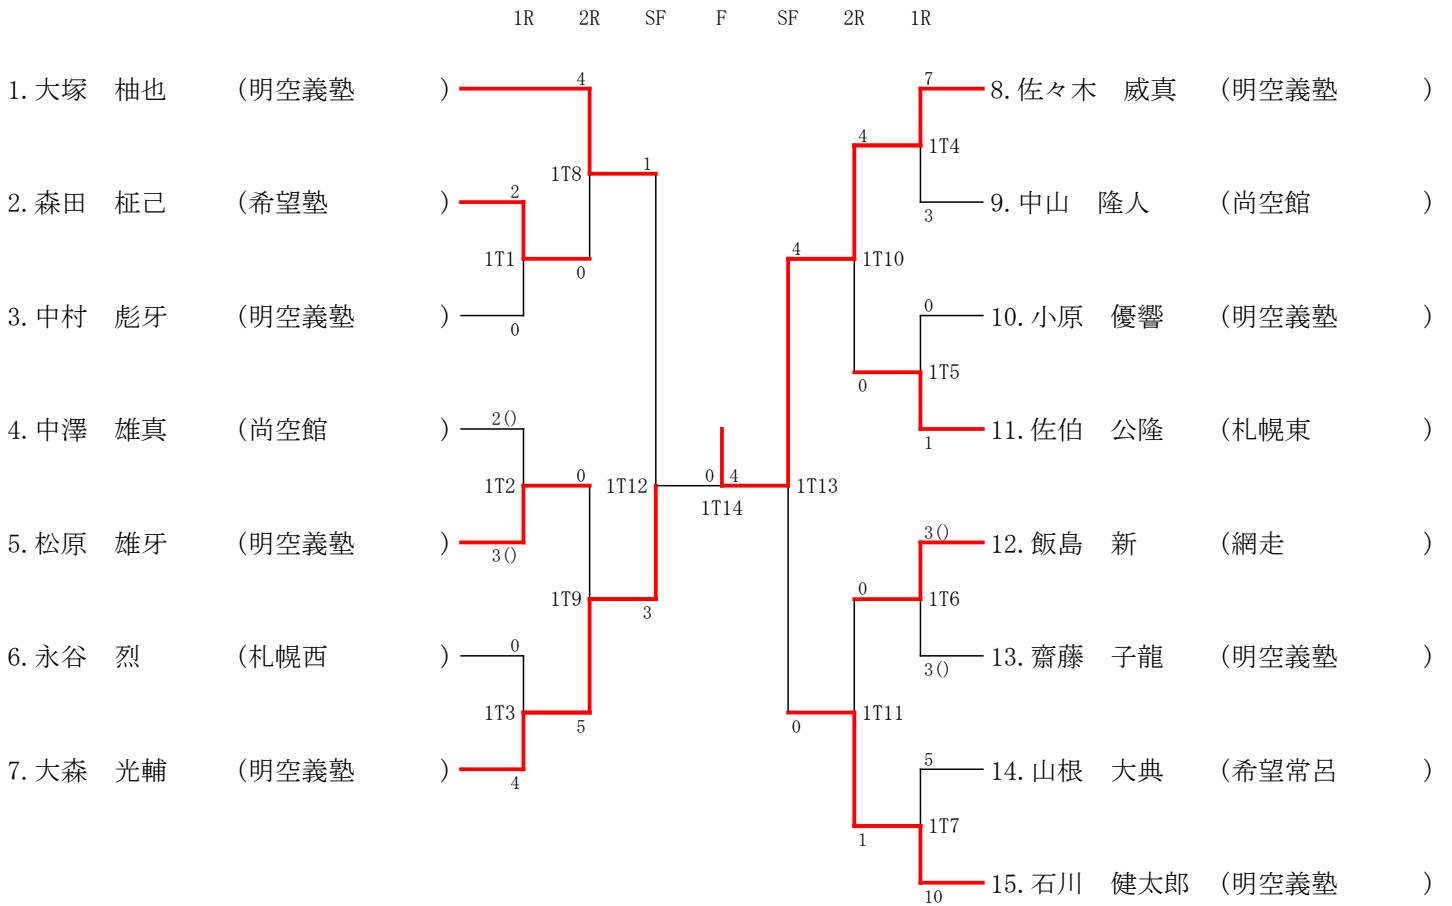 1R 2R SF F SF 2R 1R
1.大塚　柚也 (明空義塾 )
2.森田　柾己 (希望塾 )
3.中村　彪牙 (明空義塾 )
4.中澤　雄真 (尚空館 )
5.松原　雄牙 (明空義塾 )
6.永谷　烈 (札幌西 )
7.大森　光輔 (明空義塾 )
4
1T8
1
2
1T1
0
0
2()
1T2
0
3()
1T9
3
0
1T3
5
4
1T12
0
4
1T14
1T13
4
0
7
4
1T4
3
1T10
0
0
1T5
1
3()
0
1T6
3()
1T11
5
1T7
1
10
8.佐々木　威真 (明空義塾 )
9.中山　隆人 (尚空館 )
10.小原　優響 (明空義塾 )
11.佐伯　公隆 (札幌東 )
12.飯島　新 (網走 )
13.齋藤　子龍 (明空義塾 )
14.山根　大典 (希望常呂 )
15.石川　健太郎 (明空義塾 )